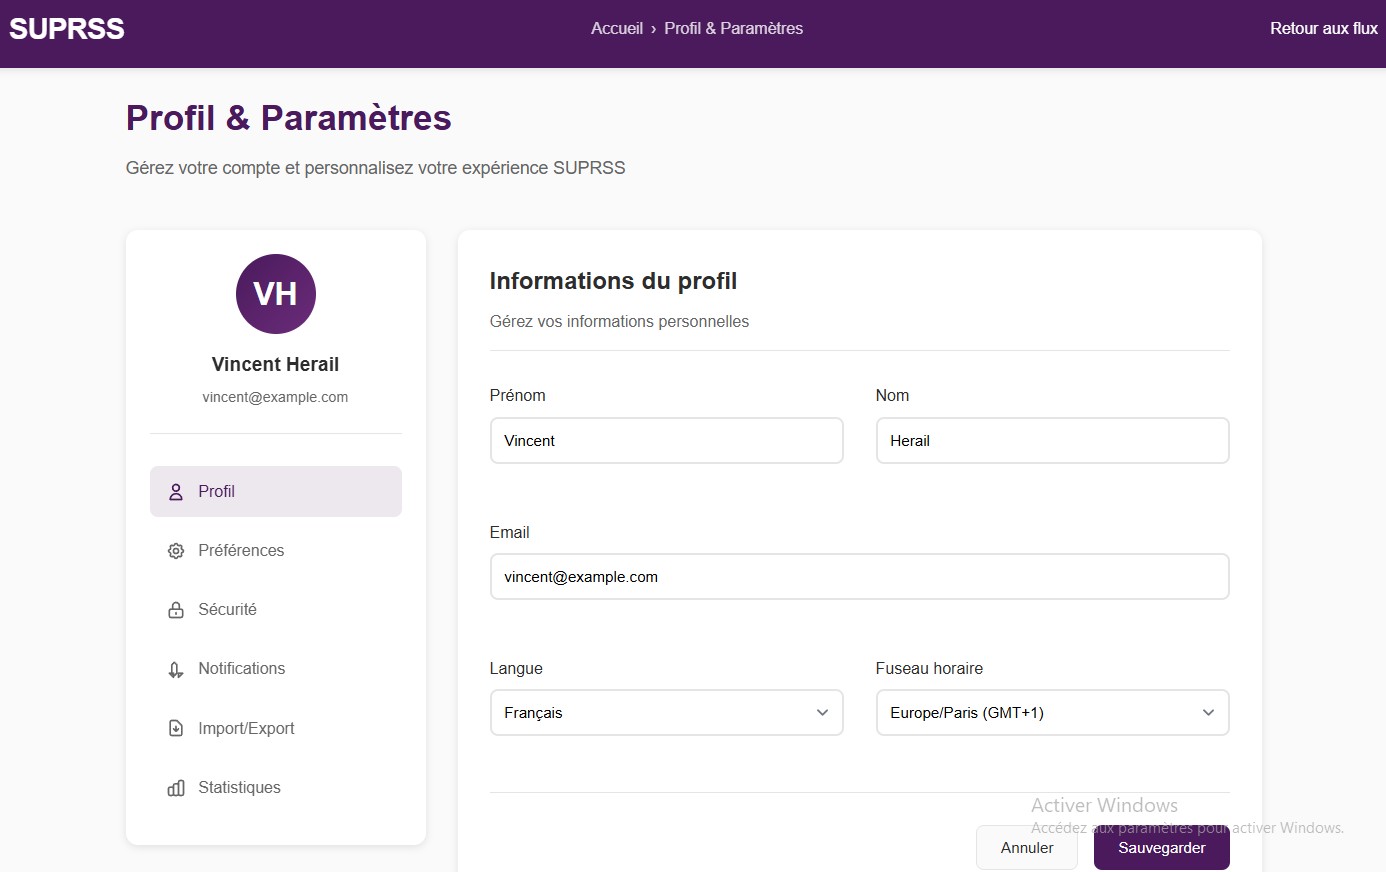 SUPRSS
Accueil › Profil & Paramètres
Retour aux flux
Profil & Paramètres
Gérez votre compte et personnalisez votre expérience SUPRSS
VH
Vincent Herail
vincent@example.com
Profil
Préférences
Sécurité
Notifications
Import/Export
Statistiques
Informations du profil
Gérez vos informations personnelles
Prénom
Nom
Vincent
Herail
Email
vincent@example.com
Langue
Fuseau horaire
Français
Europe/Paris (GMT+1)
Activer Windows
Accédez aux paramètres pour activer Windows.
Annuler
Sauvegarder